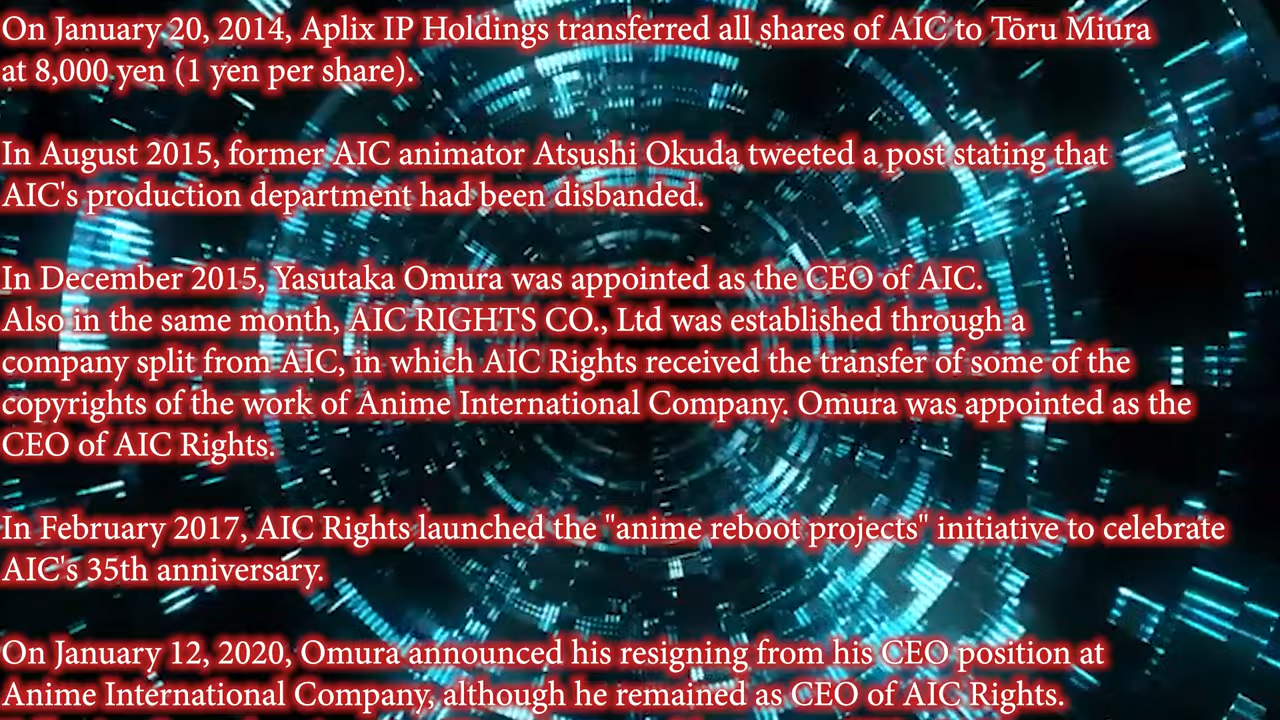 On January 20, 2014, Aplix IP Holdings transferred all shares of AIC to Tōru Miura
at 8,000 yen (1 yen per share).
In August 2015, former AIC animator Atsushi Okuda tweeted a post stating that
AIC's production department had been disbanded.
In December 2015, Yasutaka Omura was appointed as the CEO of AIC.
Also in the same month, AIC RIGHTS CO., Ltd was established through a
company split from AIC, in which AIC Rights received the transfer of some of the
copyrights of the work of Anime International Company. Omura was appointed as the
CEO of AIC Rights.
In February 2017, AIC Rights launched the "anime reboot projects" initiative to celebrate
AIC's 35th anniversary.
On January 12, 2020, Omura announced his resigning from his CEO position at
Anime International Company, although he remained as CEO of AIC Rights.